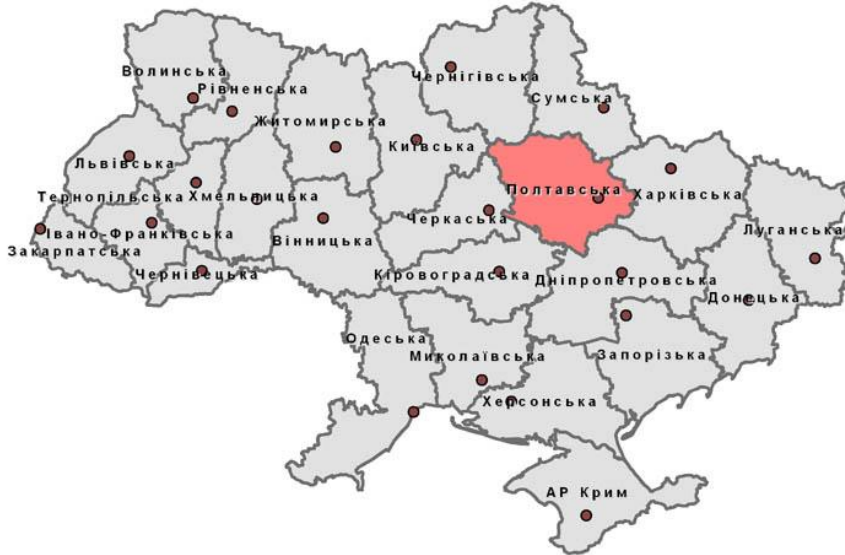 Волинська
Рівненська
Чернігівська
Сумська
Житомирська
Київська
Львівська
Тернопільська
Хмельницька
Полтавська
Харківська
Івано-Франківська
Закарпатська
Вінницька
Черкаська
Луганська
Чернівецька
Кіровоградська
Дніпропетровська
Донецька
Одеська
Миколаївська
Запорізька
Херсонська
АР Крим